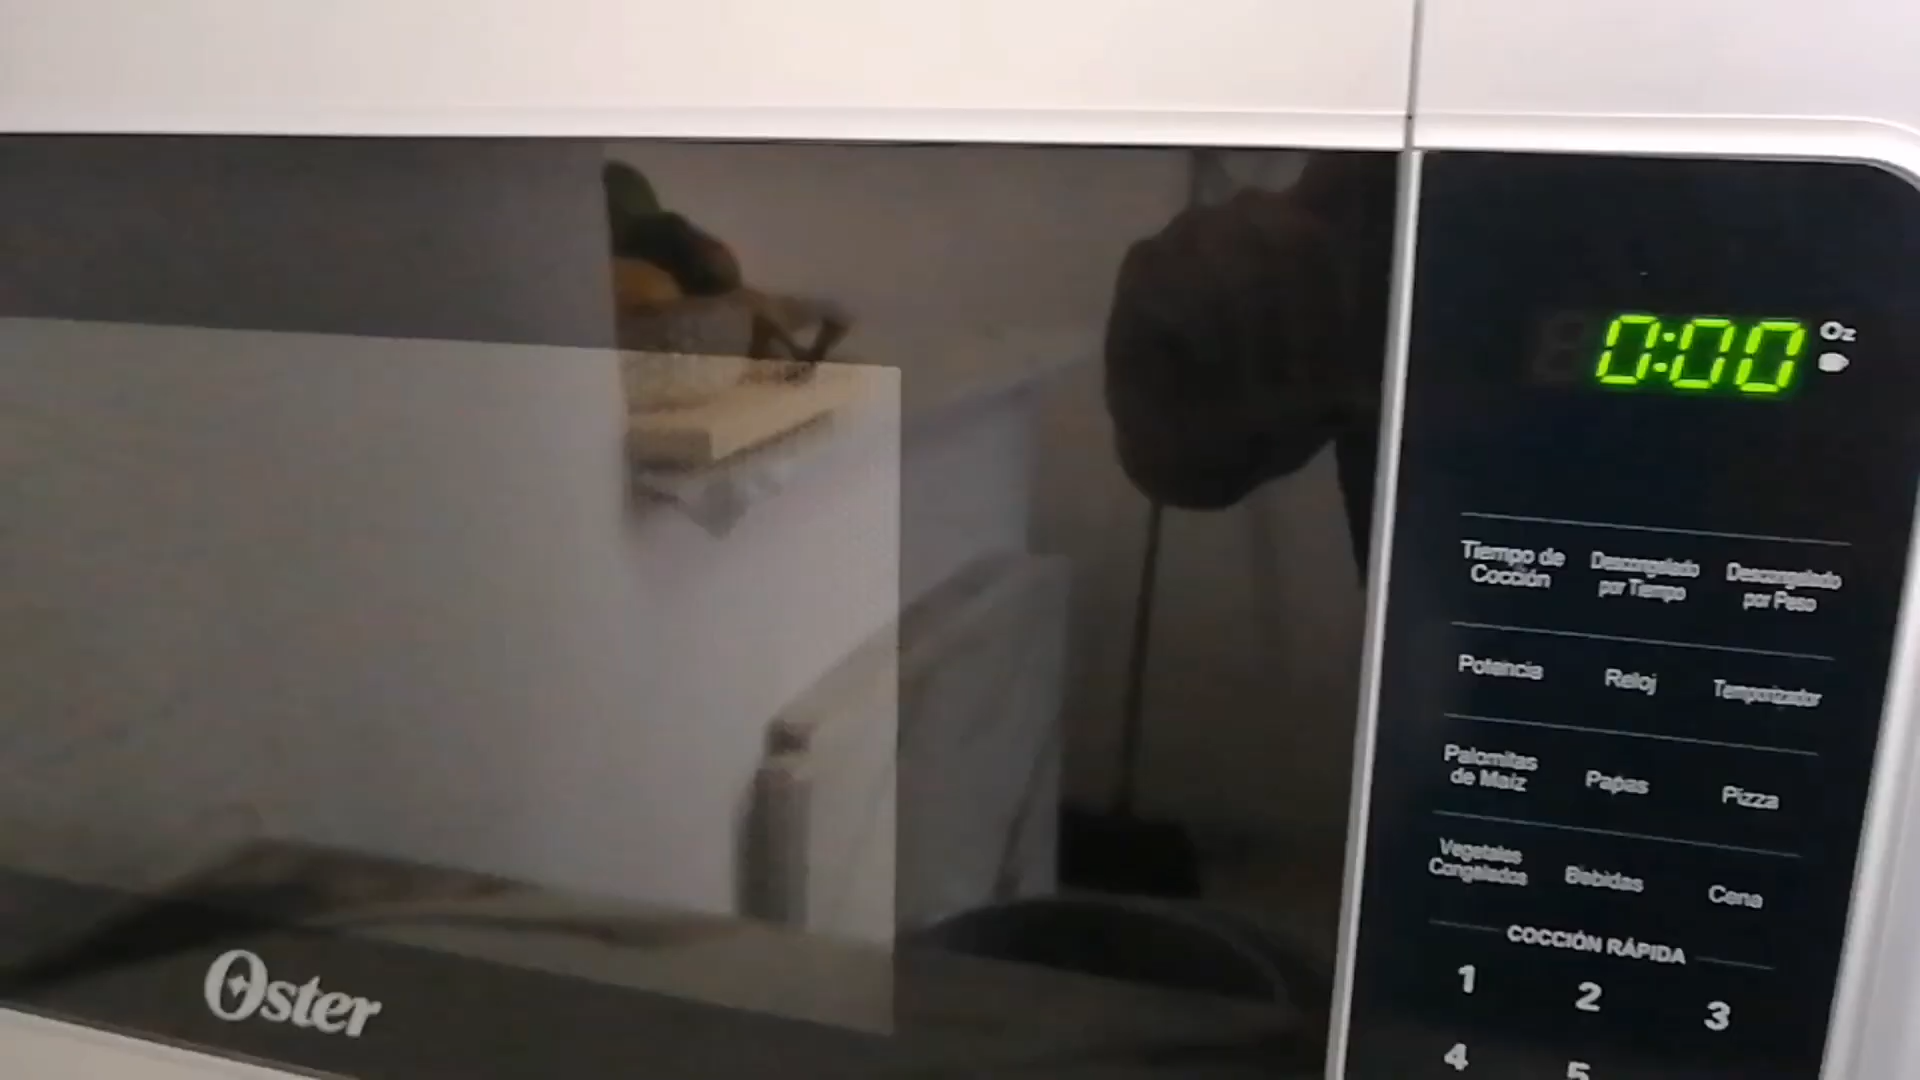 0:00
Oz
Tiempo de
Cocción
Descongelado
por Tiempo
Descongelado
por Peso
Potencia
Reloj
Temporizador
Palomitas
de Maíz
Papas
Pizza
Vegetales
Congelados
Bebidas
Cena
COCCIÓN RÁPIDA
1
2
3
4
5
Oster